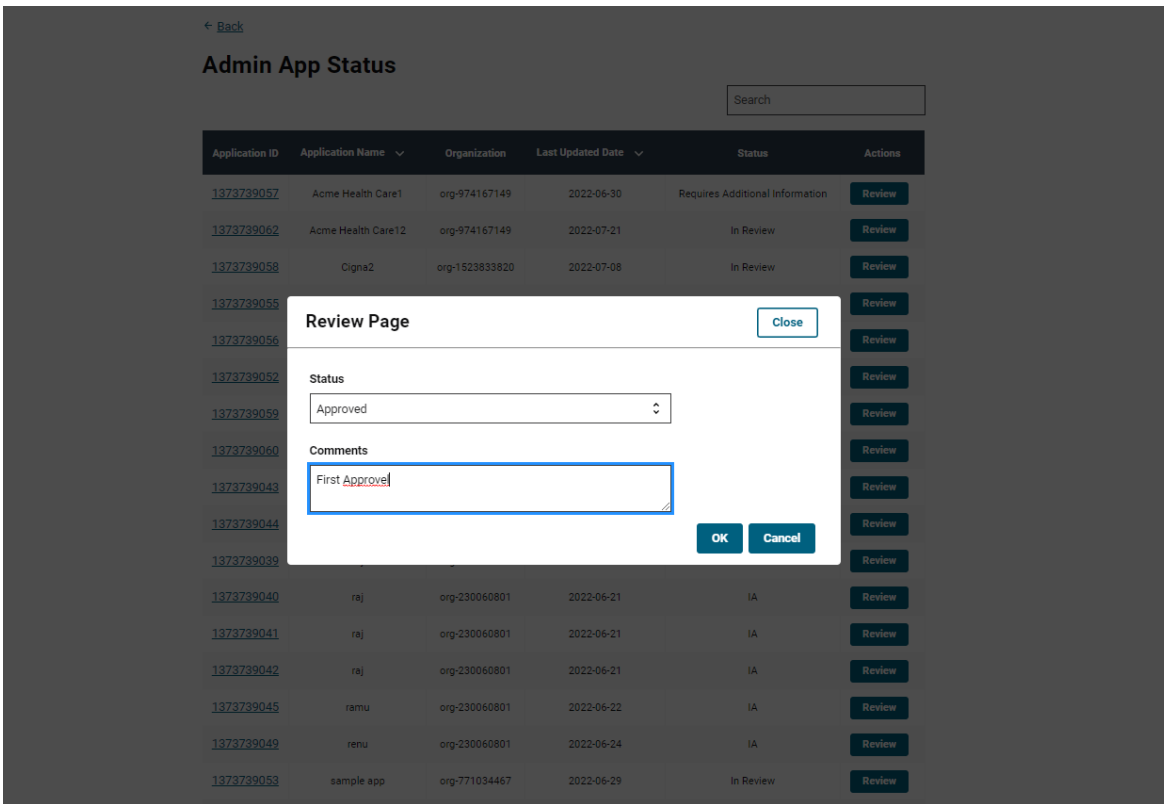 ← Back
Admin App Status
Search
Application ID Application Name Organization Last Updated Date Status Actions
1373739057 Acme Health Care1 org-974167149 2022-06-30 Requires Additional Information Review
1373739062 Acme Health Care12 org-974167149 2022-07-21 In Review Review
1373739058 Cigna2 org-1523833820 2022-07-08 In Review Review
1373739055 Review
Review Page Close
1373739056 Review
1373739052 Status Review
1373739059 Approved Review
1373739060 Comments Review
1373739043 First Approvel Review
1373739044 Review
OK Cancel
1373739039 Review
1373739040 raj org-230060801 2022-06-21 IA Review
1373739041 raj org-230060801 2022-06-21 IA Review
1373739042 raj org-230060801 2022-06-21 IA Review
1373739045 ramu org-230060801 2022-06-22 IA Review
1373739049 renu org-230060801 2022-06-24 IA Review
1373739053 sample app org-771034467 2022-06-29 In Review Review